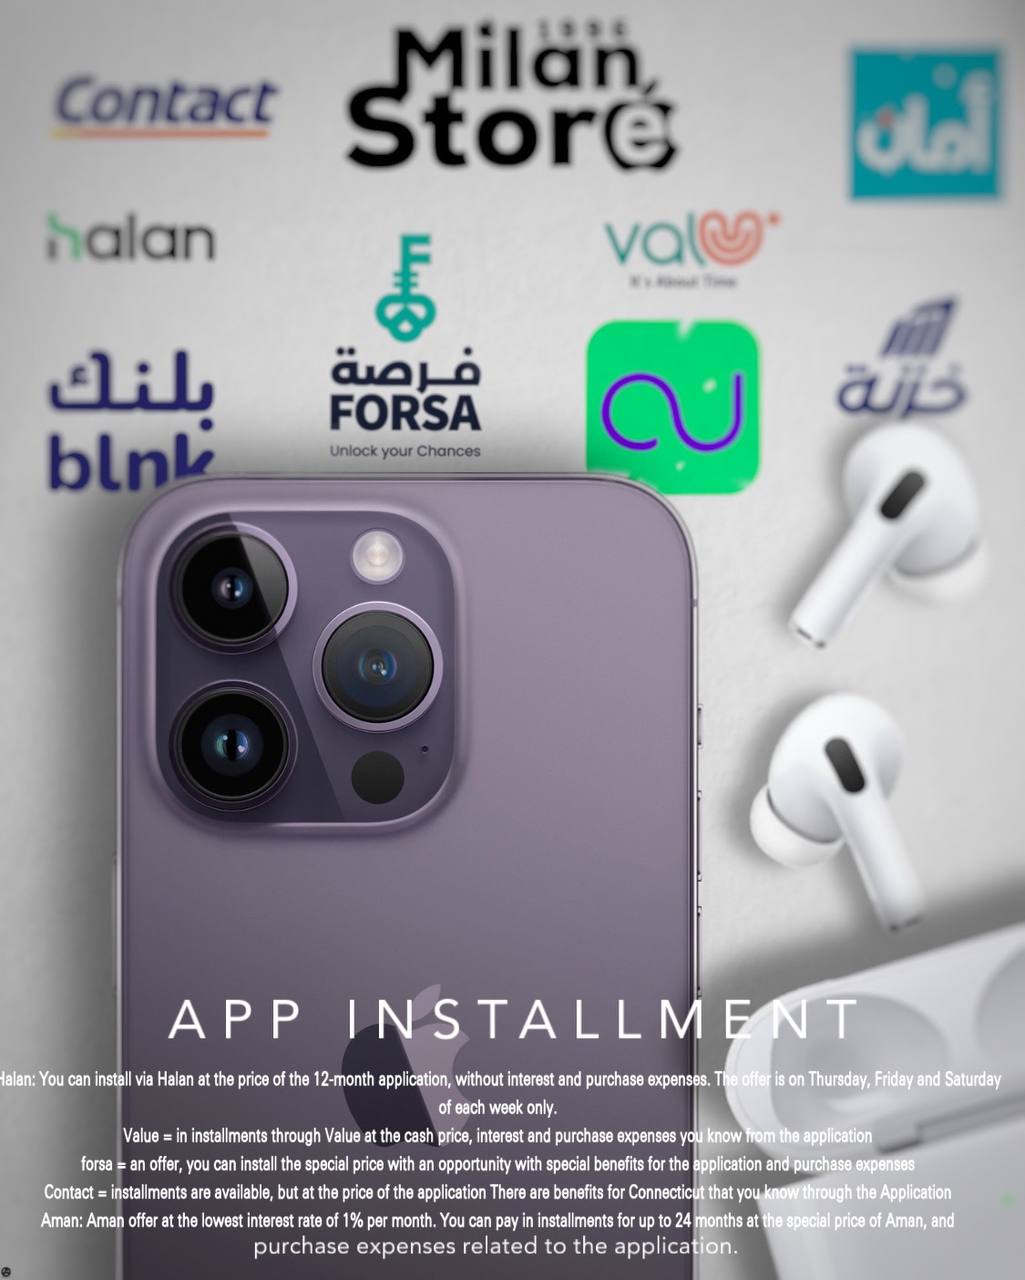 1996
Milan
Store
Contact
أمان
halan
valU
It's About Time
فرصة
FORSA
Unlock your Chances
بلنك
blnk
خزنة
APP INSTALLMENT
Halan: You can install via Halan at the price of the 12-month application, without interest and purchase expenses. The offer is on Thursday, Friday and Saturday
of each week only.
Value = in installments through Value at the cash price, interest and purchase expenses you know from the application
forsa = an offer, you can install the special price with an opportunity with special benefits for the application and purchase expenses
Contact = installments are available, but at the price of the application There are benefits for Connecticut that you know through the Application
Aman: Aman offer at the lowest interest rate of 1% per month. You can pay in installments for up to 24 months at the special price of Aman, and
purchase expenses related to the application.